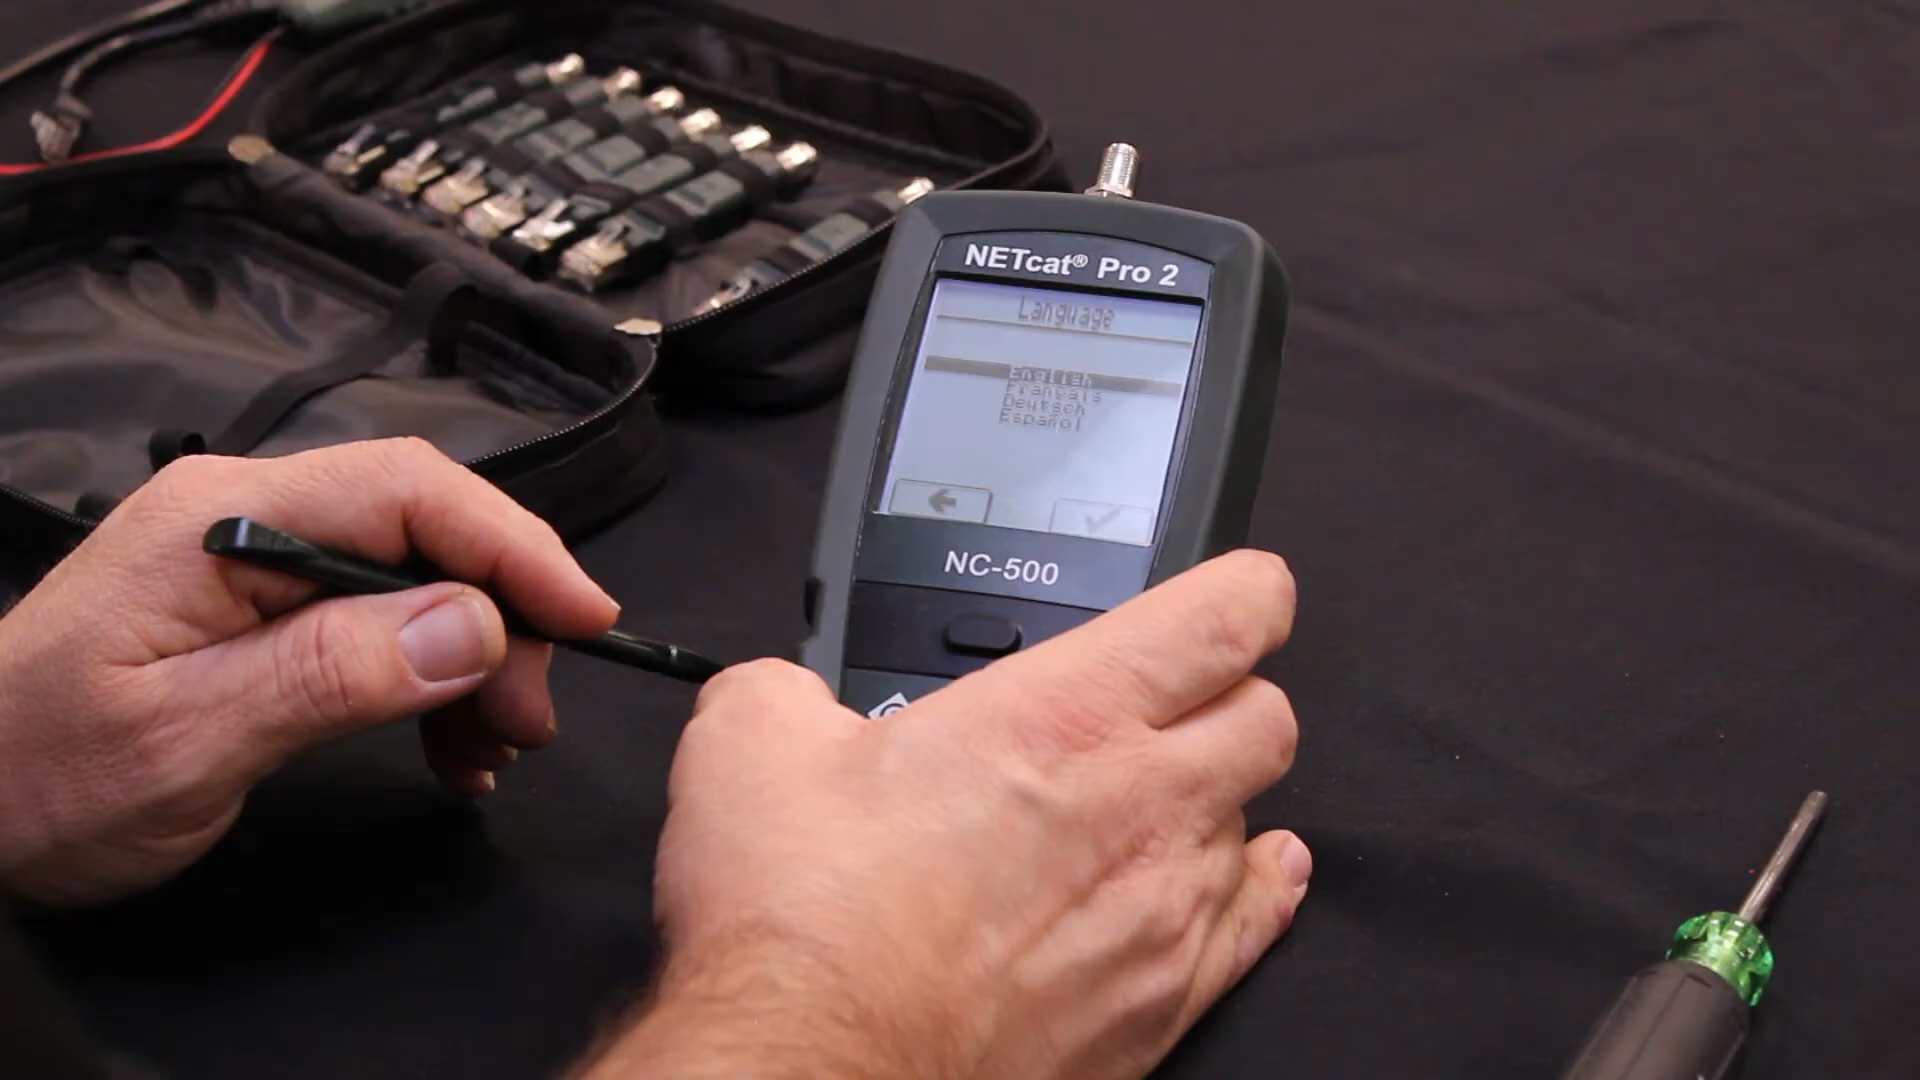 NETcat® Pro 2
Language
English
Français
Deutsch
Español
NC-500